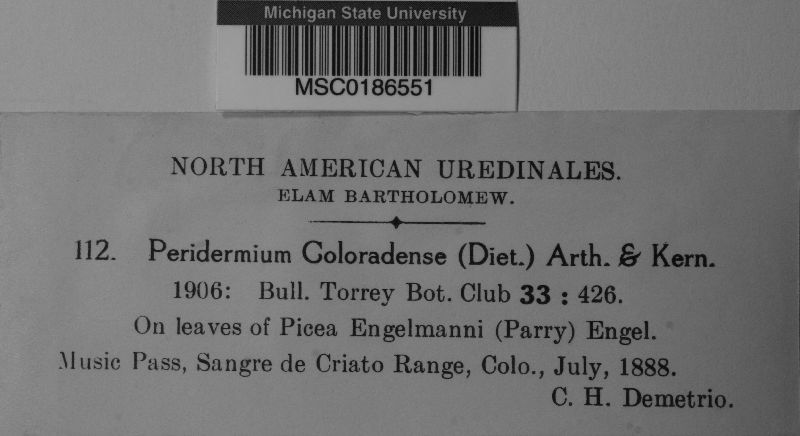 Michigan State University
MSC0186551
NORTH AMERICAN UREDINALES.
ELAM BARTHOLOMEW.
112. Peridermium Coloradense (Diet.) Arth. & Kern.
1906: Bull. Torrey Bot. Club 33 : 426.
On leaves of Picea Engelmanni (Parry) Engel.
Music Pass, Sangre de Criato Range, Colo., July, 1888.
C. H. Demetrio.